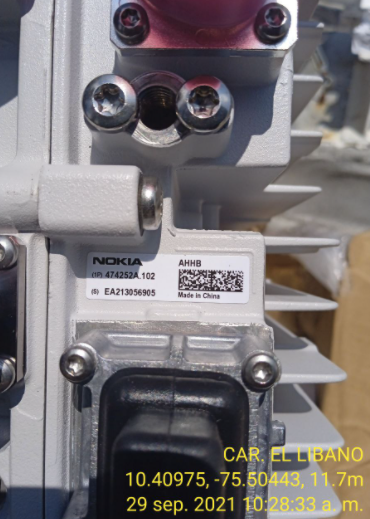 NOKIA AHHB
(1P) 474252A.102
(S) EA213056905 Made in China
CAR. EL LIBANO
10.40975, -75.50443, 11.7m
29 sep. 2021 10:28:33 a. m.